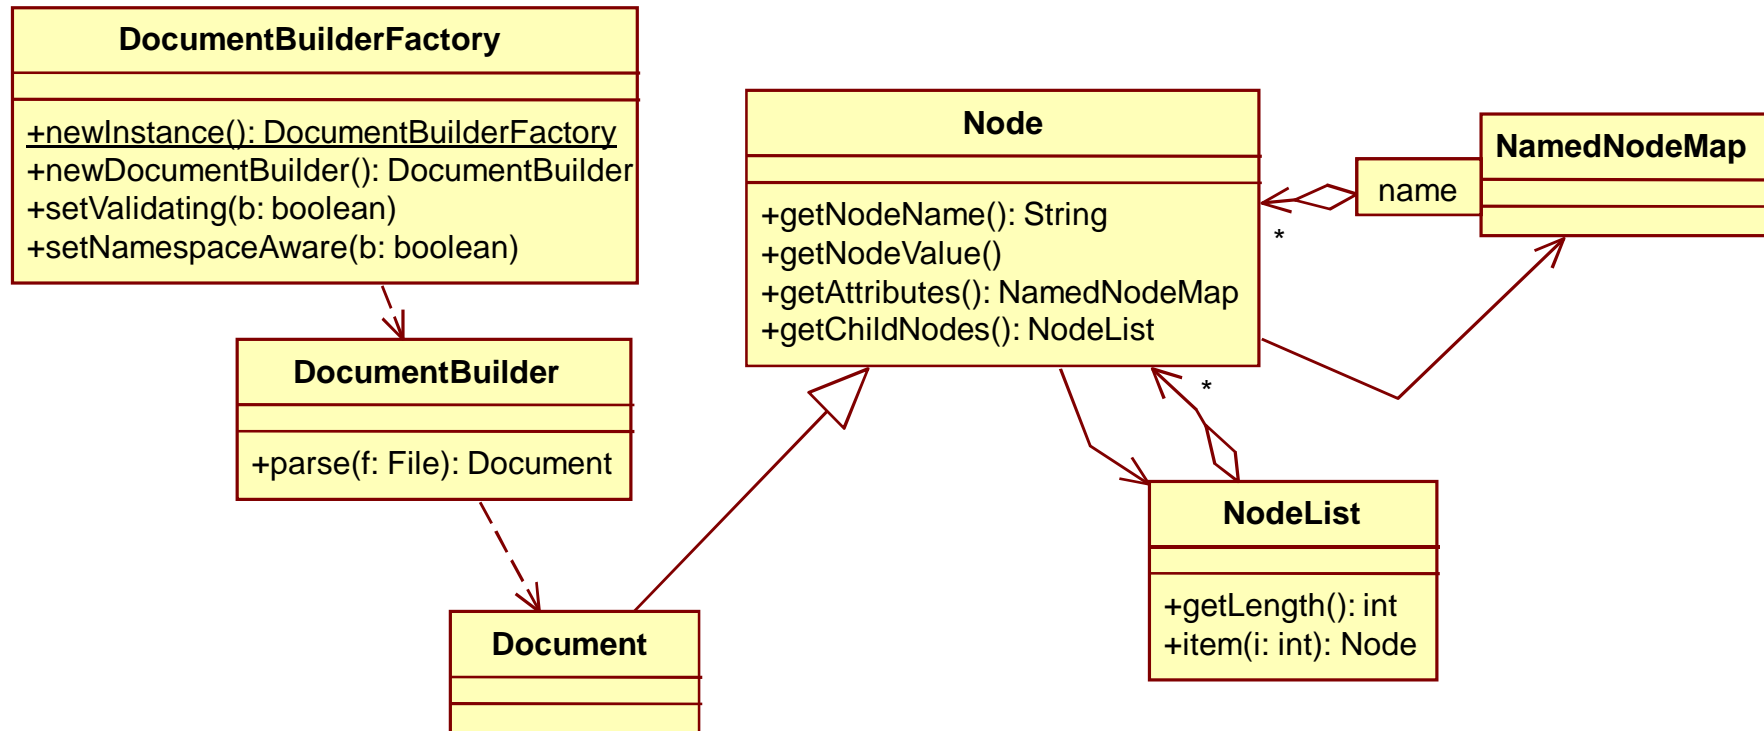 DocumentBuilderFactory
+newInstance(): DocumentBuilderFactory
+newDocumentBuilder(): DocumentBuilder
+setValidating(b: boolean)
+setNamespaceAware(b: boolean)
DocumentBuilder
+parse(f: File): Document
Document
Node
+getNodeName(): String
+getNodeValue()
+getAttributes(): NamedNodeMap
+getChildNodes(): NodeList
*
name
NamedNodeMap
*
NodeList
+getLength(): int
+item(i: int): Node